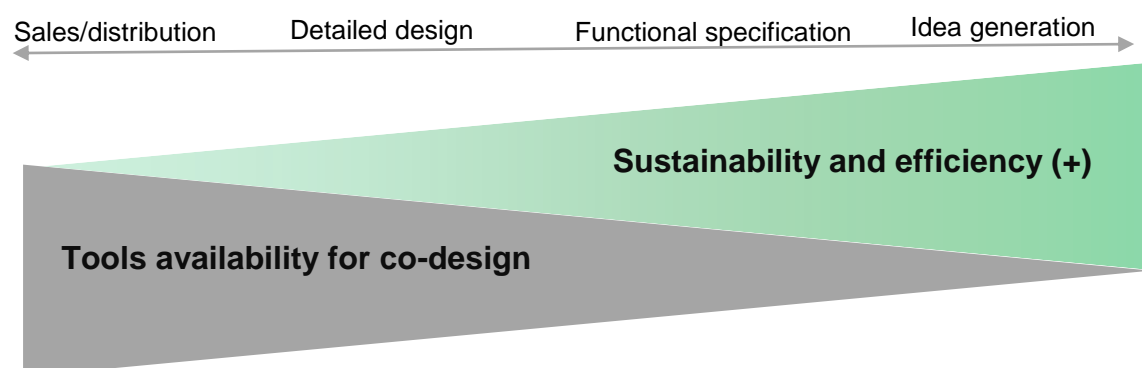 Sales/distribution Detailed design Functional specification Idea generation
Sustainability and efficiency (+)
Tools availability for co-design